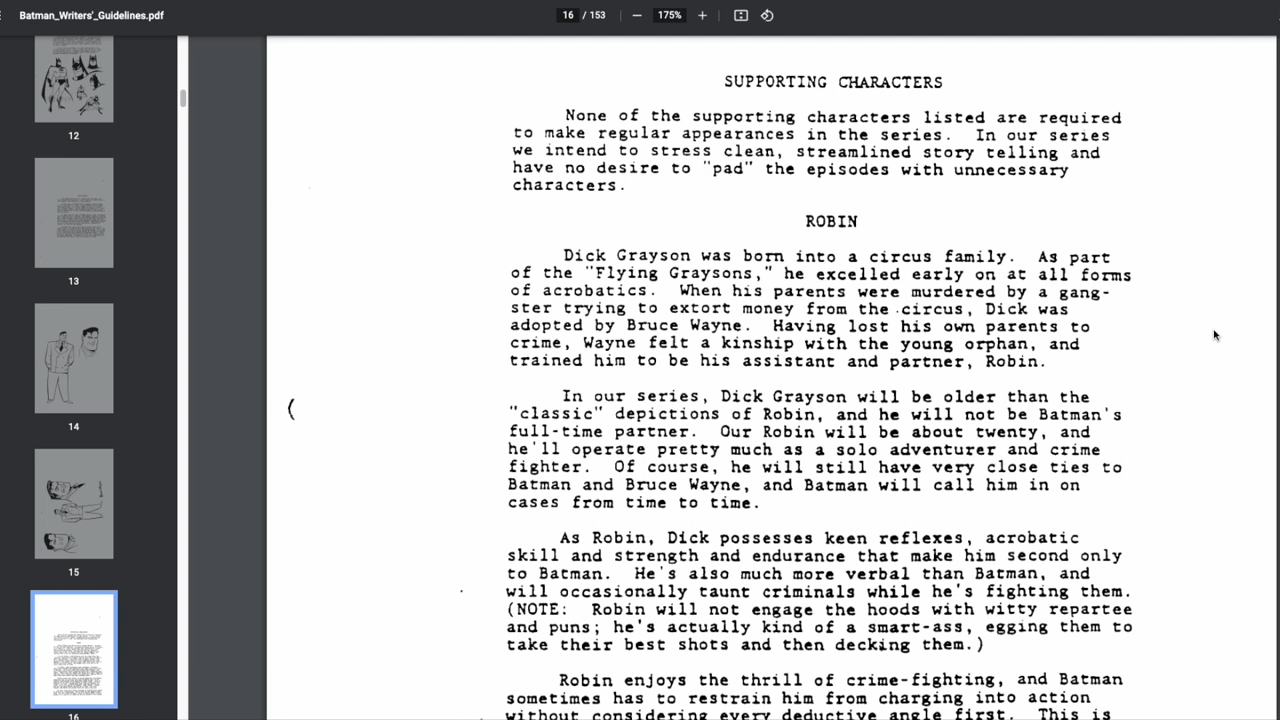 Batman_Writers'_Guidelines.pdf
16 / 153
175%
12
13
14
15
16
SUPPORTING CHARACTERS
None of the supporting characters listed are required
to make regular appearances in the series. In our series
we intend to stress clean, streamlined story telling and
have no desire to "pad" the episodes with unnecessary
characters.
ROBIN
Dick Grayson was born into a circus family. As part
of the "Flying Graysons," he excelled early on at all forms
of acrobatics. When his parents were murdered by a gang-
ster trying to extort money from the circus, Dick was
adopted by Bruce Wayne. Having lost his own parents to
crime, Wayne felt a kinship with the young orphan, and
trained him to be his assistant and partner, Robin.
In our series, Dick Grayson will be older than the
"classic" depictions of Robin, and he will not be Batman's
full-time partner. Our Robin will be about twenty, and
he'll operate pretty much as a solo adventurer and crime
fighter. Of course, he will still have very close ties to
Batman and Bruce Wayne, and Batman will call him in on
cases from time to time.
As Robin, Dick possesses keen reflexes, acrobatic
skill and strength and endurance that make him second only
to Batman. He's also much more verbal than Batman, and
will occasionally taunt criminals while he's fighting them.
(NOTE: Robin will not engage the hoods with witty repartee
and puns; he's actually kind of a smart-ass, egging them to
take their best shots and then decking them.)
Robin enjoys the thrill of crime-fighting, and Batman
sometimes has to restrain him from charging into action
without considering every deductive angle first. This is